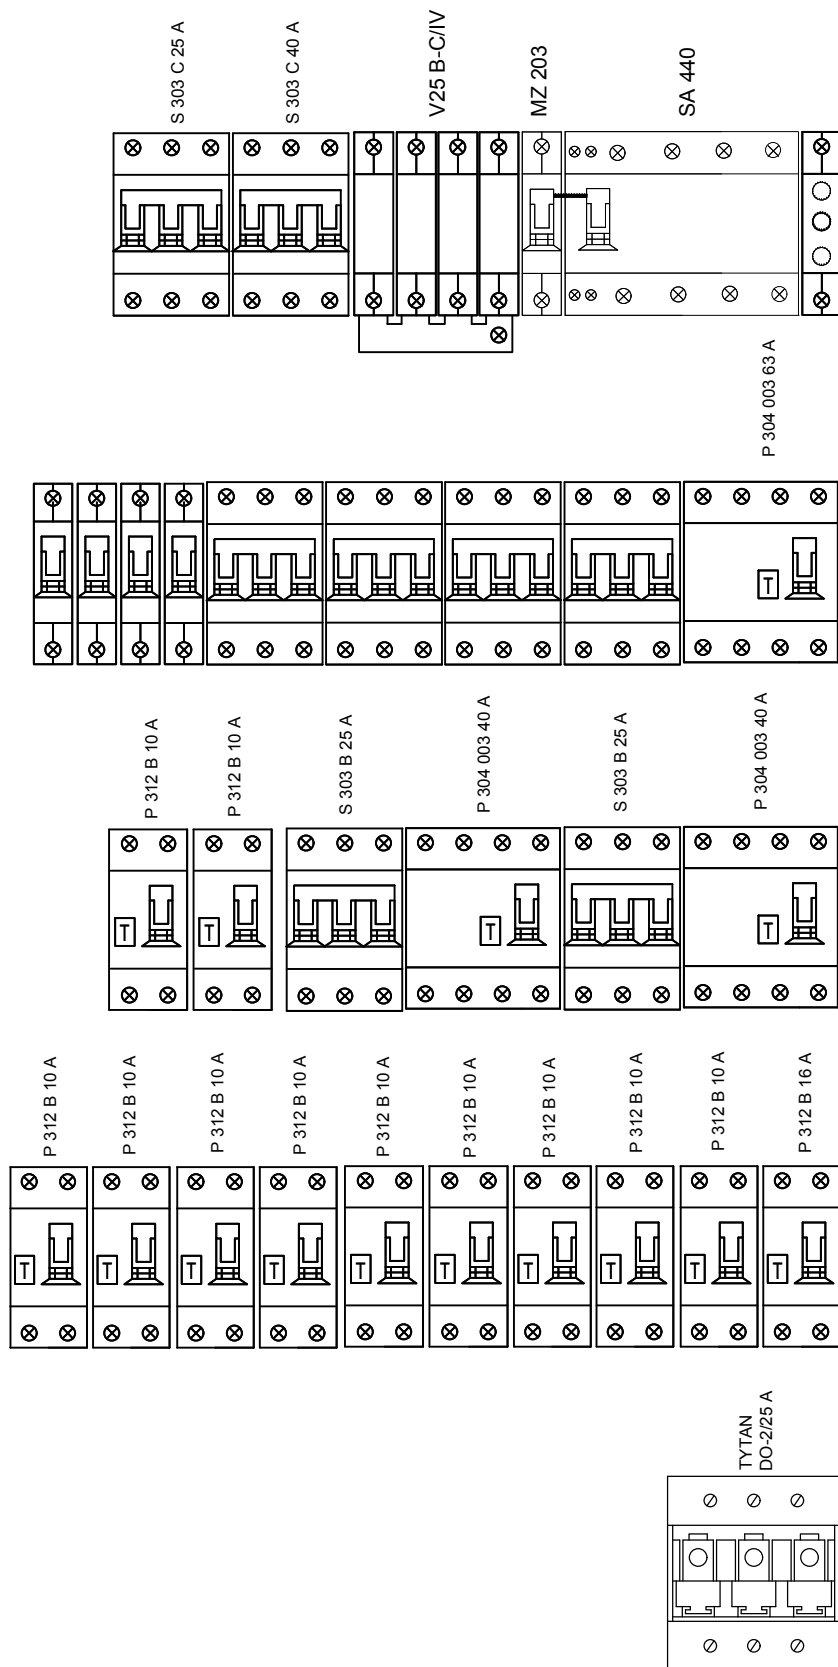 S 303 C 25 A
S 303 C 40 A
V25 B-C/IV
MZ 203
SA 440
P 304 003 63 A
T
P 312 B 10 A
P 312 B 10 A
S 303 B 25 A
P 304 003 40 A
S 303 B 25 A
P 304 003 40 A
T
T
T
T
P 312 B 10 A
P 312 B 10 A
P 312 B 10 A
P 312 B 10 A
P 312 B 10 A
P 312 B 10 A
P 312 B 10 A
P 312 B 10 A
P 312 B 10 A
P 312 B 16 A
T
T
T
T
T
T
T
T
T
T
TYTAN
DO-2/25 A